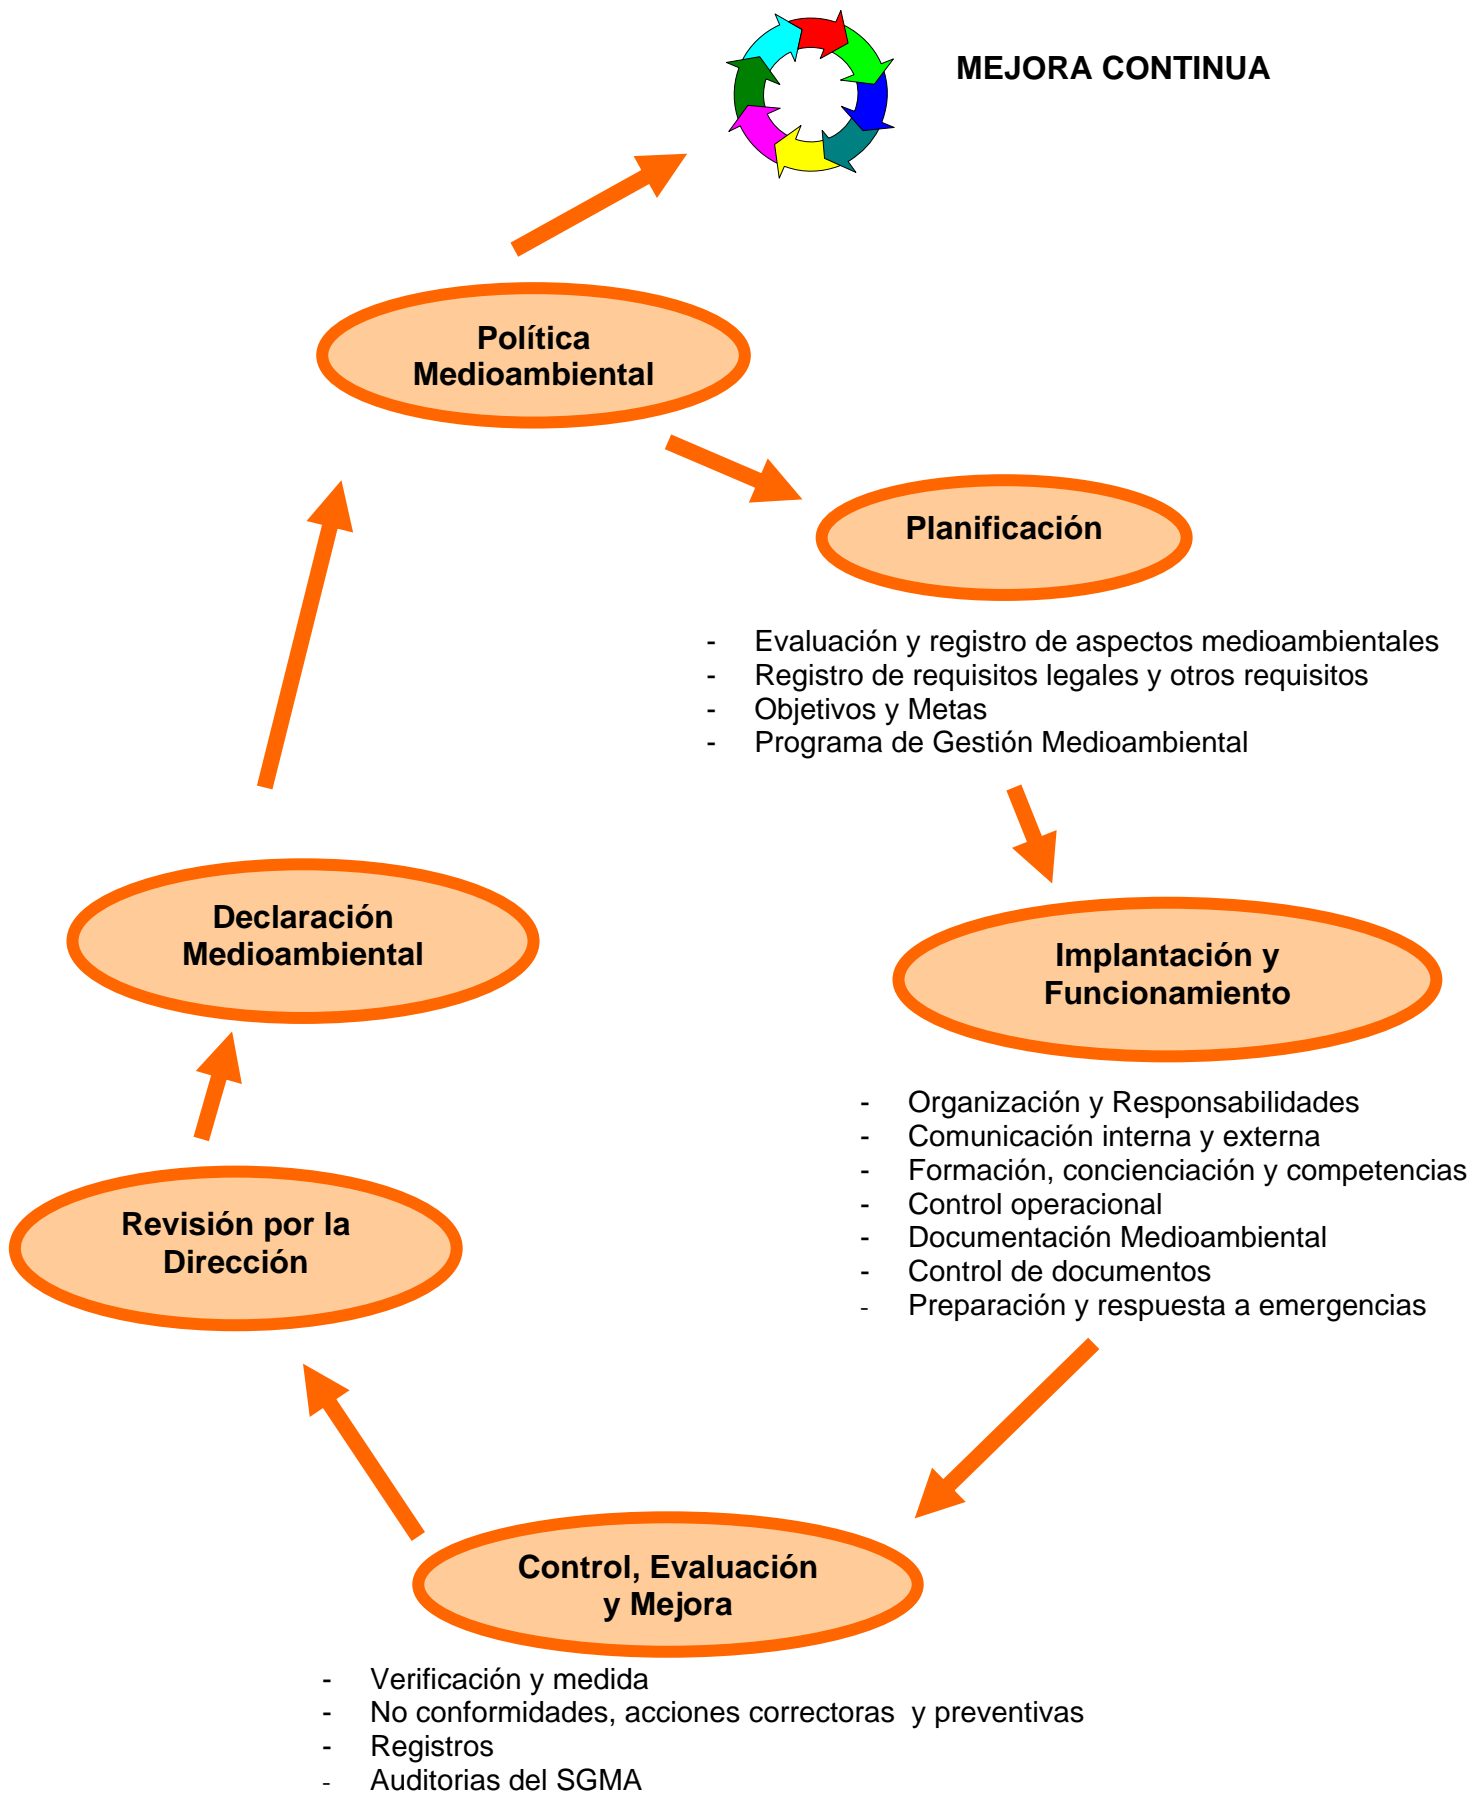 MEJORA CONTINUA
Política
Medioambiental
Planificación
- Evaluación y registro de aspectos medioambientales
- Registro de requisitos legales y otros requisitos
- Objetivos y Metas
- Programa de Gestión Medioambiental
Declaración
Medioambiental
Implantación y
Funcionamiento
- Organización y Responsabilidades
- Comunicación interna y externa
- Formación, concienciación y competencias
- Control operacional
- Documentación Medioambiental
- Control de documentos
- Preparación y respuesta a emergencias
Revisión por la
Dirección
Control, Evaluación
y Mejora
- Verificación y medida
- No conformidades, acciones correctoras  y preventivas
- Registros
- Auditorias del SGMA